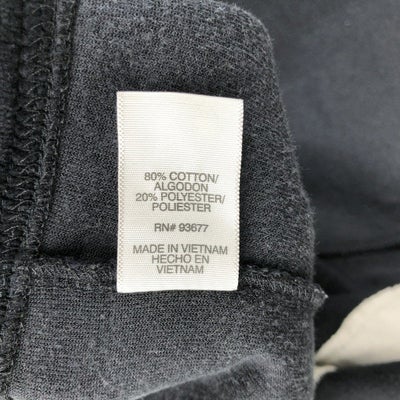 80% COTTON/
ALGODON
20% POLYESTER/
POLIESTER
RN# 93677
MADE IN VIETNAM
HECHO EN
VIETNAM